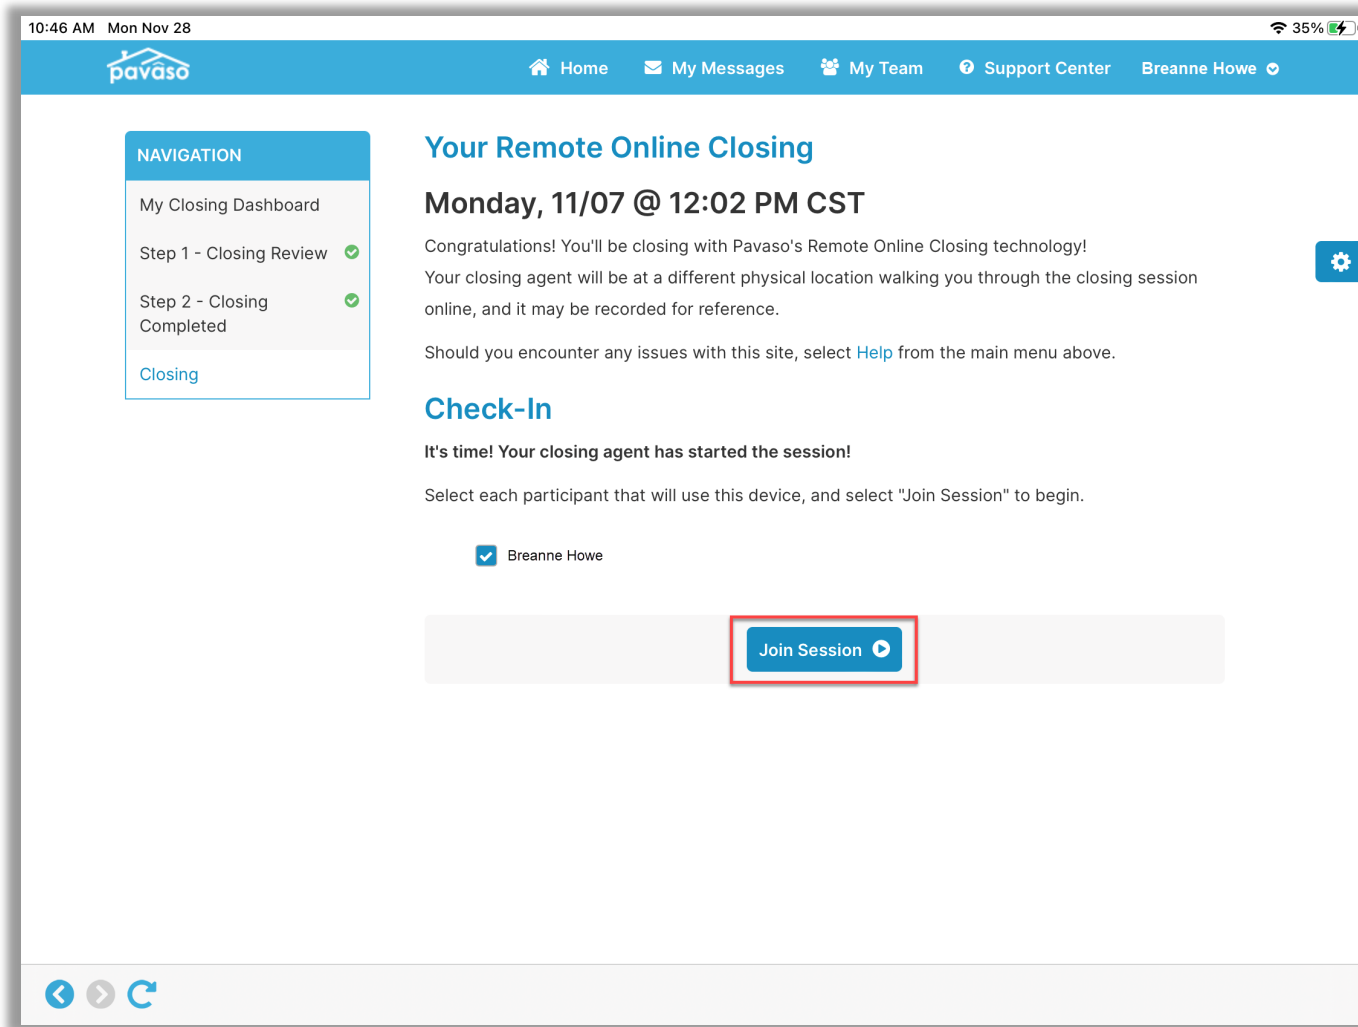 10:46 AM Mon Nov 28
35%
pavaso
Home
My Messages
My Team
Support Center
Breanne Howe
NAVIGATION
My Closing Dashboard
Step 1 - Closing Review
Step 2 - Closing
Completed
Closing
Your Remote Online Closing
Monday, 11/07 @ 12:02 PM CST
Congratulations! You'll be closing with Pavaso's Remote Online Closing technology!
Your closing agent will be at a different physical location walking you through the closing session
online, and it may be recorded for reference.
Should you encounter any issues with this site, select Help from the main menu above.
Check-In
It's time! Your closing agent has started the session!
Select each participant that will use this device, and select "Join Session" to begin.
Breanne Howe
Join Session